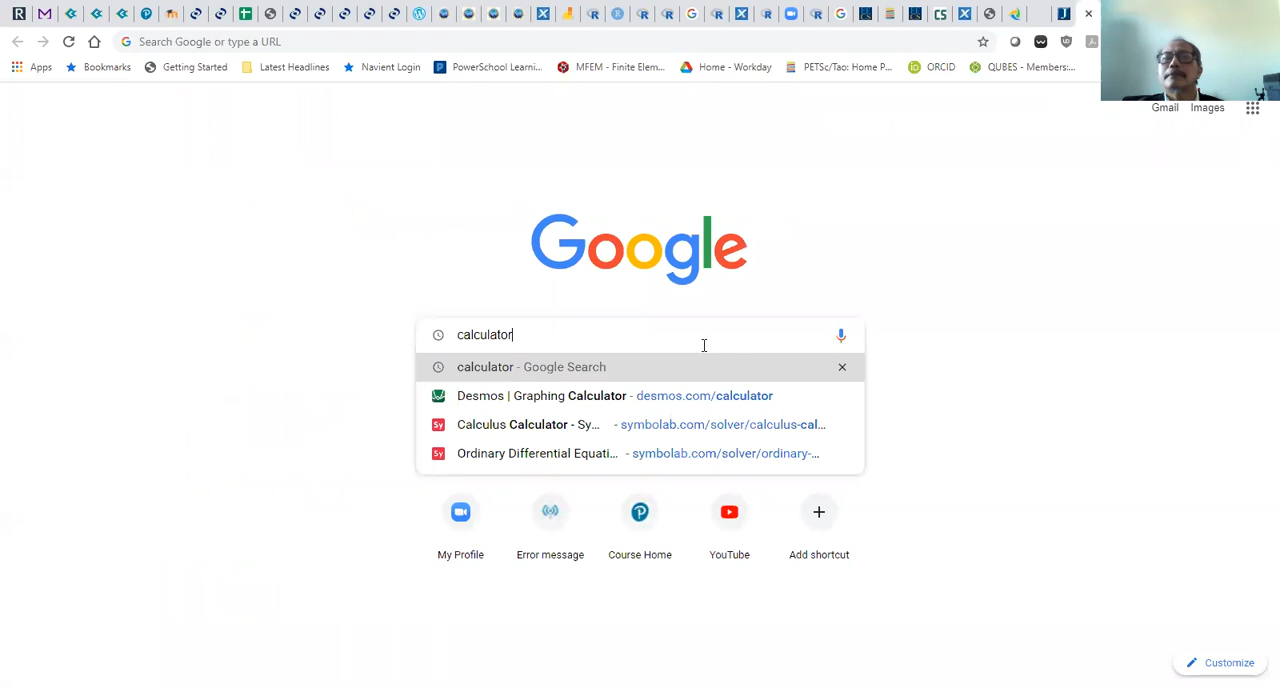 Search Google or type a URL
Apps Bookmarks Getting Started Latest Headlines Navient Login PowerSchool Learni... MFEM - Finite Elem... Home - Workday PETSc/Tao: Home P... ORCID QUBES - Members:...
Gmail Images
Google
calculator
calculator - Google Search
Desmos | Graphing Calculator - desmos.com/calculator
Calculus Calculator - Sy... - symbolab.com/solver/calculus-cal...
Ordinary Differential Equati... - symbolab.com/solver/ordinary-...
My Profile Error message Course Home YouTube Add shortcut
Customize